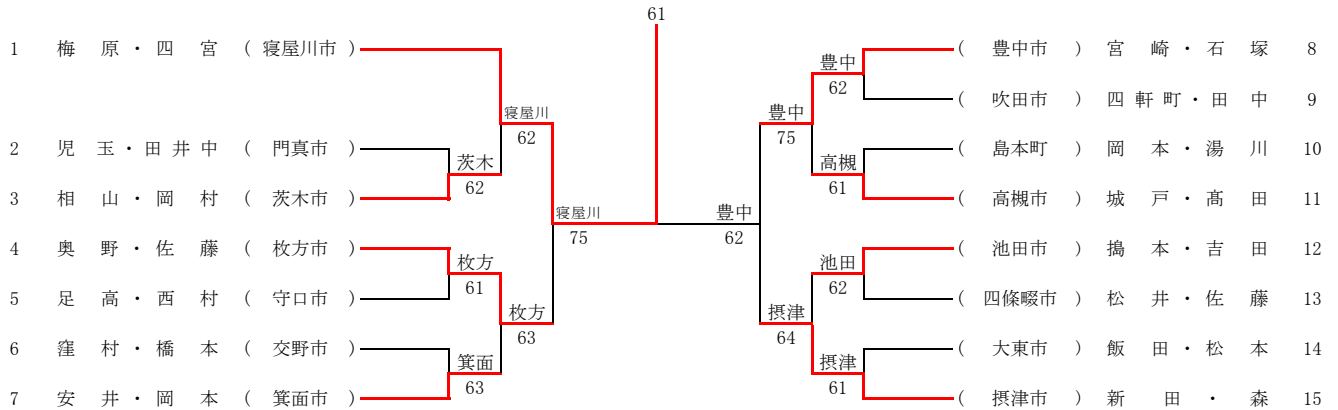 61
1 梅原・四宮 ( 寝屋川市 )
2 児玉・田井中 ( 門真市 )
3 相山・岡村 ( 茨木市 )
4 奥野・佐藤 ( 枚方市 )
5 足高・西村 ( 守口市 )
6 窪村・橋本 ( 交野市 )
7 安井・岡本 ( 箕面市 )
寝屋川
62
茨木
62
寝屋川
75
枚方
61
枚方
63
箕面
63
豊中
62
豊中
62
豊中
75
高槻
61
池田
62
摂津
64
摂津
61
( 豊中市 ) 宮崎・石塚 8
( 吹田市 ) 四軒町・田中 9
( 島本町 ) 岡本・湯川 10
( 高槻市 ) 城戸・髙田 11
( 池田市 ) 搗本・吉田 12
( 四條畷市 ) 松井・佐藤 13
( 大東市 ) 飯田・松本 14
( 摂津市 ) 新田・森 15